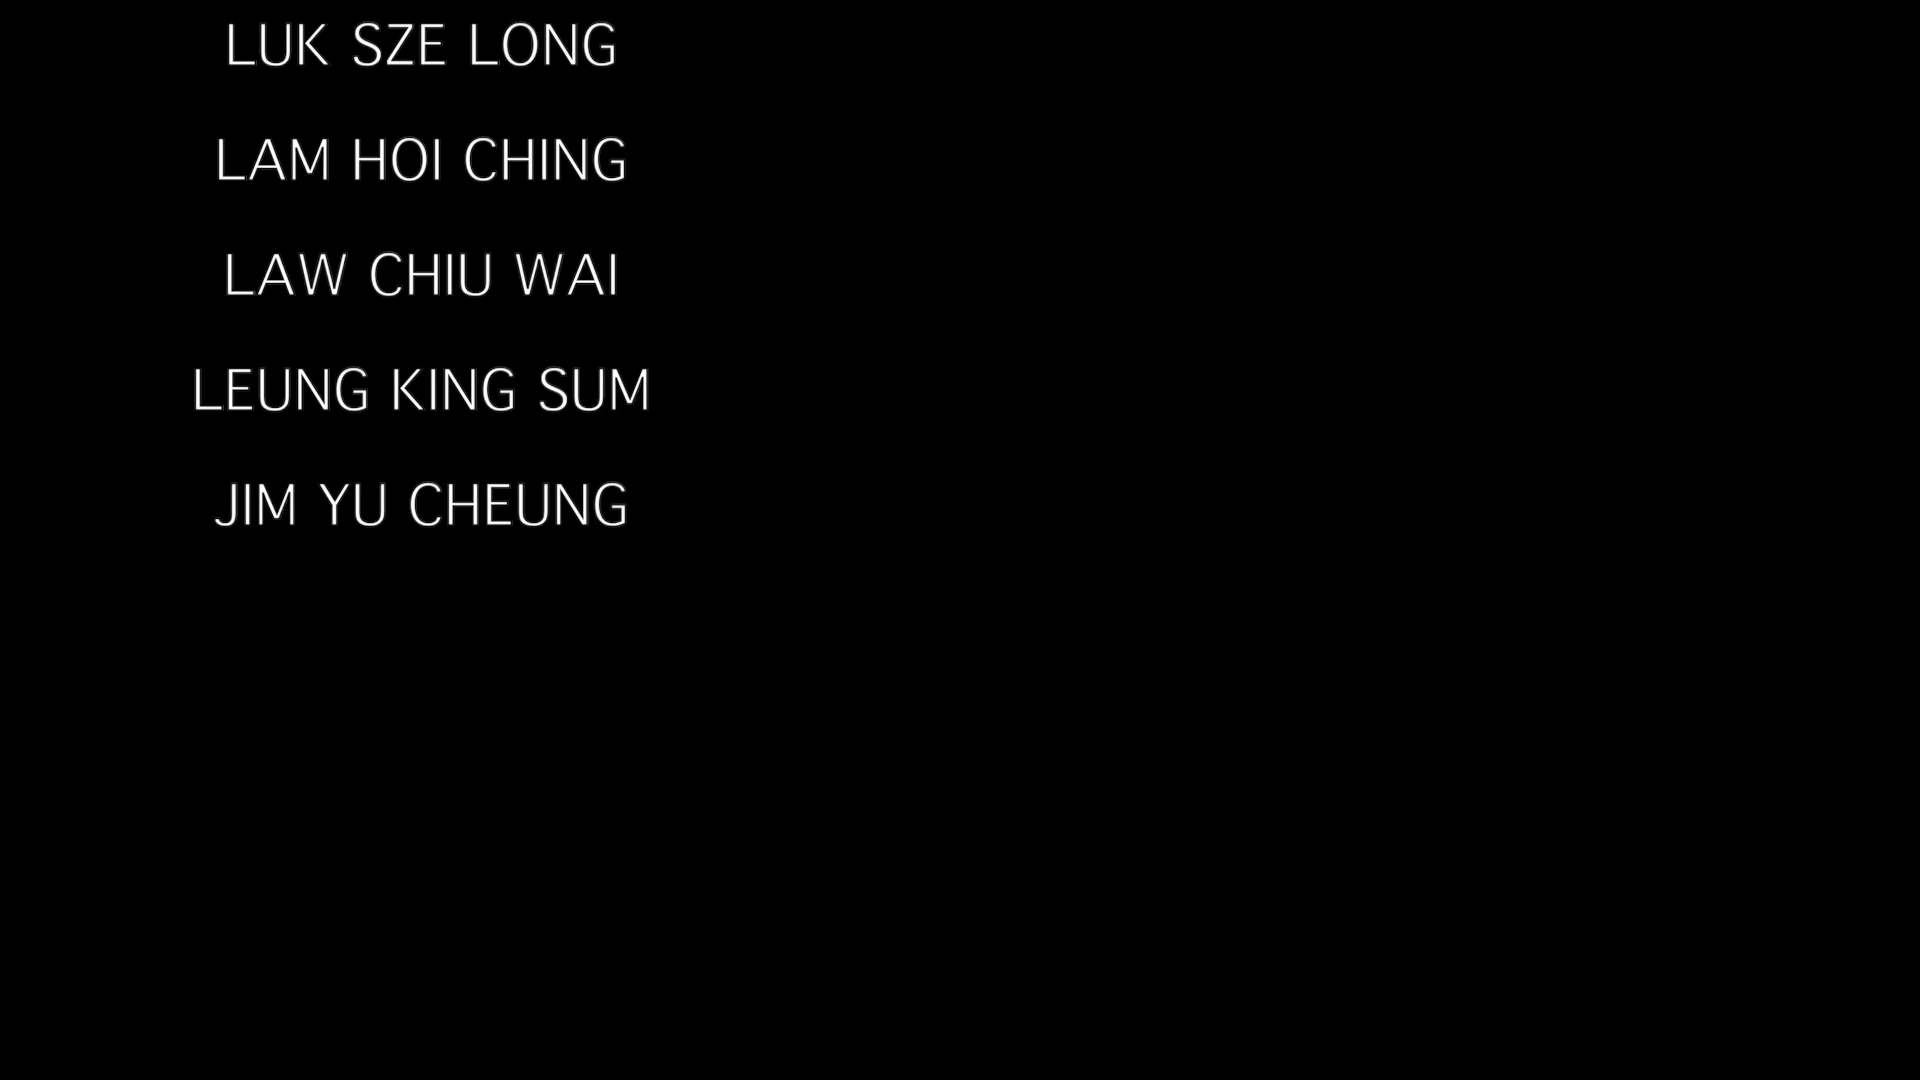 LUK SZE LONG
LAM HOI CHING
LAW CHIU WAI
LEUNG KING SUM
JIM YU CHEUNG